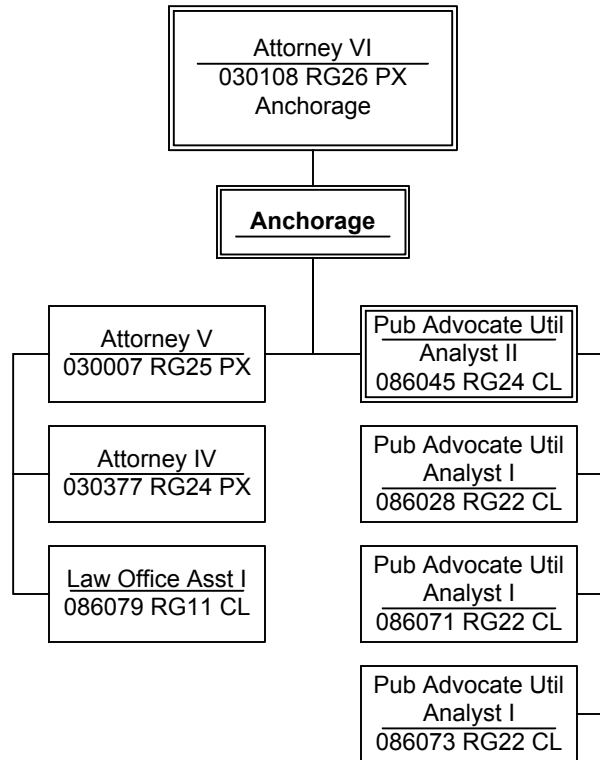 Attorney VI
030108 RG26 PX
Anchorage
Anchorage
Attorney V
030007 RG25 PX
Attorney IV
030377 RG24 PX
Law Office Asst I
086079 RG11 CL
Pub Advocate Util
Analyst II
086045 RG24 CL
Pub Advocate Util
Analyst I
086028 RG22 CL
Pub Advocate Util
Analyst I
086071 RG22 CL
Pub Advocate Util
Analyst I
086073 RG22 CL